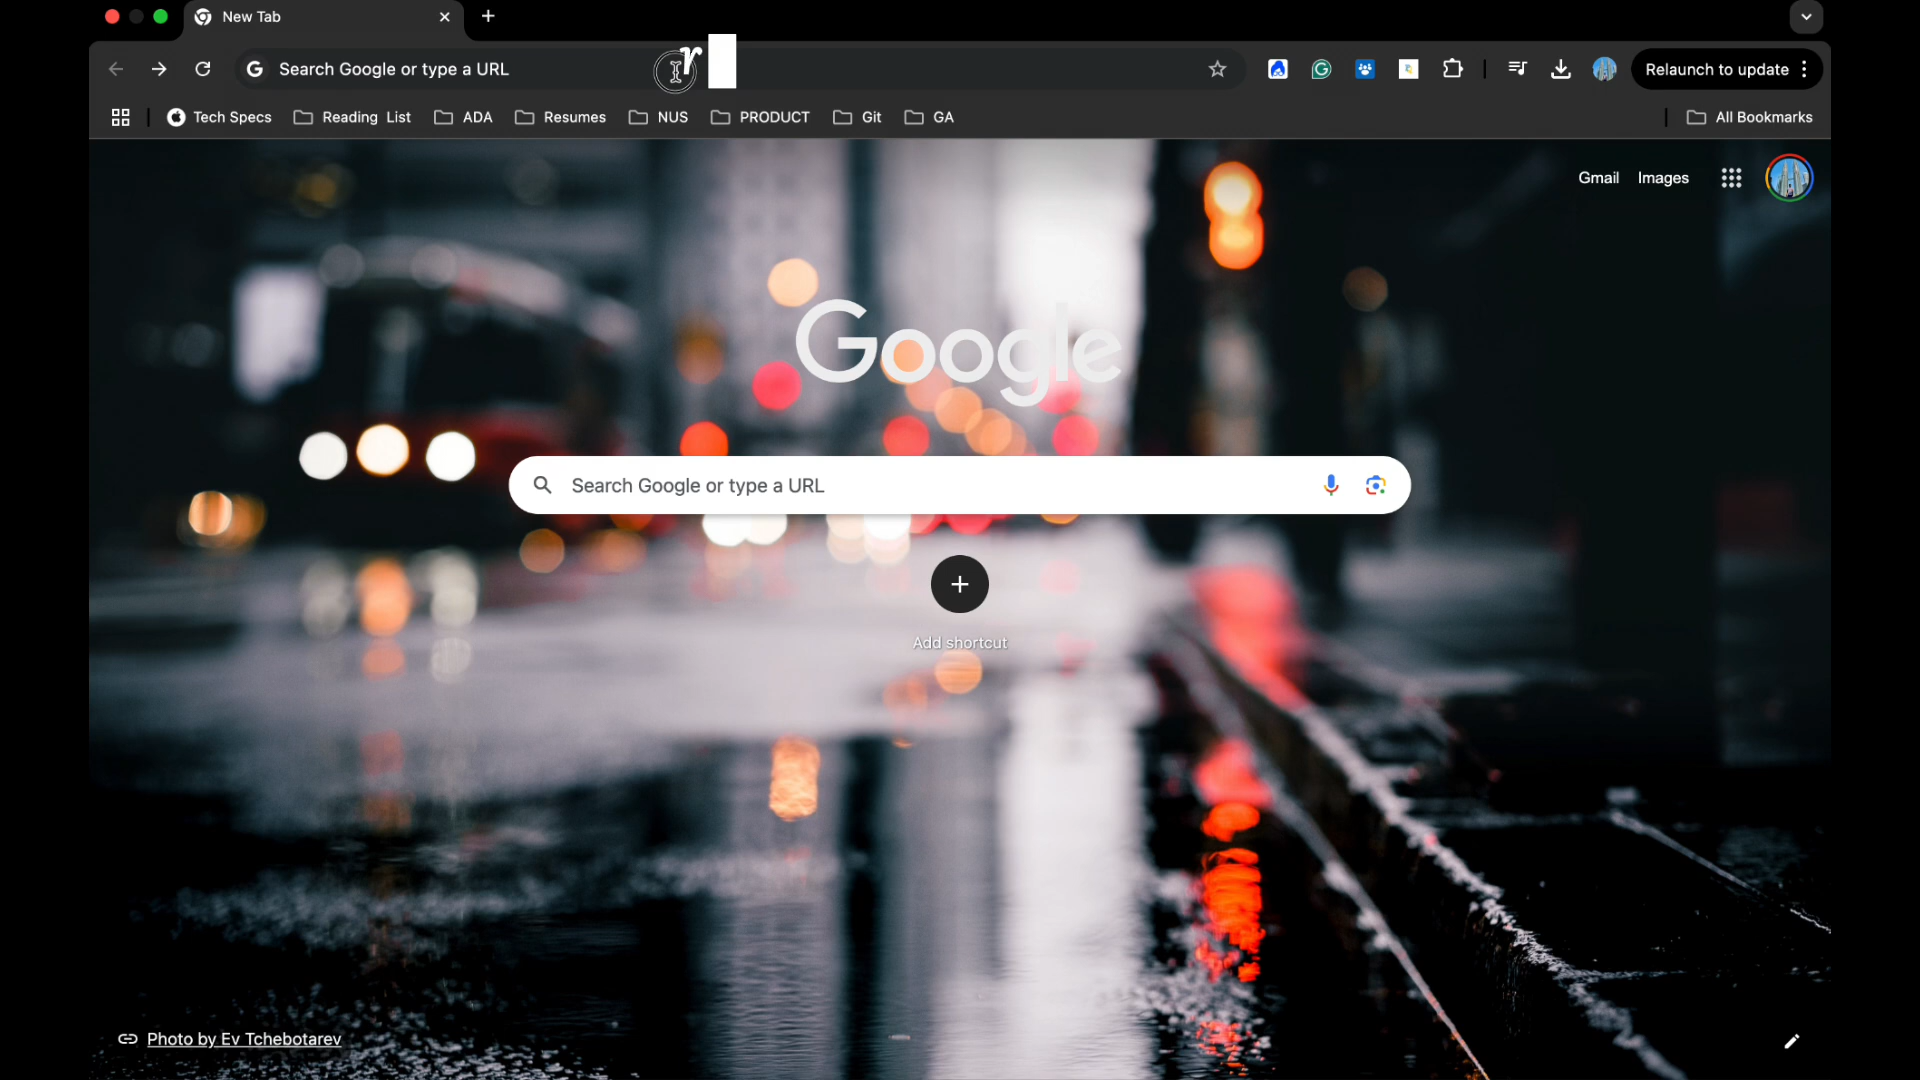 New Tab
Search Google or type a URL
r
Relaunch to update
Tech Specs
Reading List
ADA
Resumes
NUS
PRODUCT
Git
GA
All Bookmarks
Gmail
Images
Google
Search Google or type a URL
Add shortcut
Photo by Ev Tchebotarev